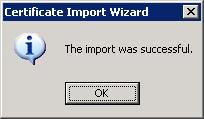 Certificate Import Wizard
The import was successful.
OK